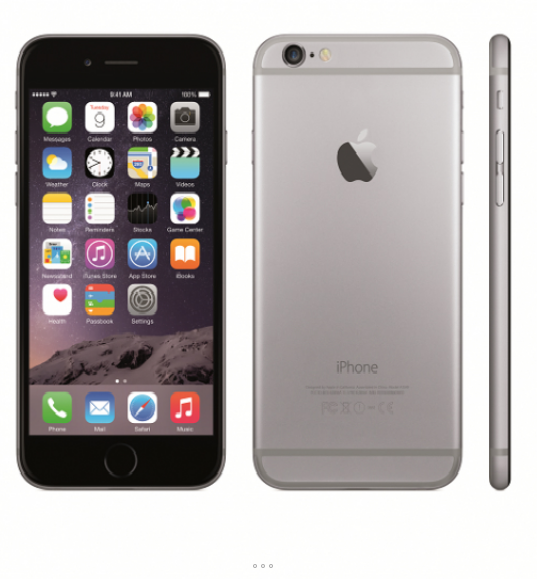 9:41 AM 100%
Tuesday
9
Messages Calendar Photos Camera
280
Weather Clock Maps Videos
Notes Reminders Stocks Game Center
Newsstand iTunes Store App Store iBooks
Health Passbook Settings
Phone Mail Safari Music
iPhone